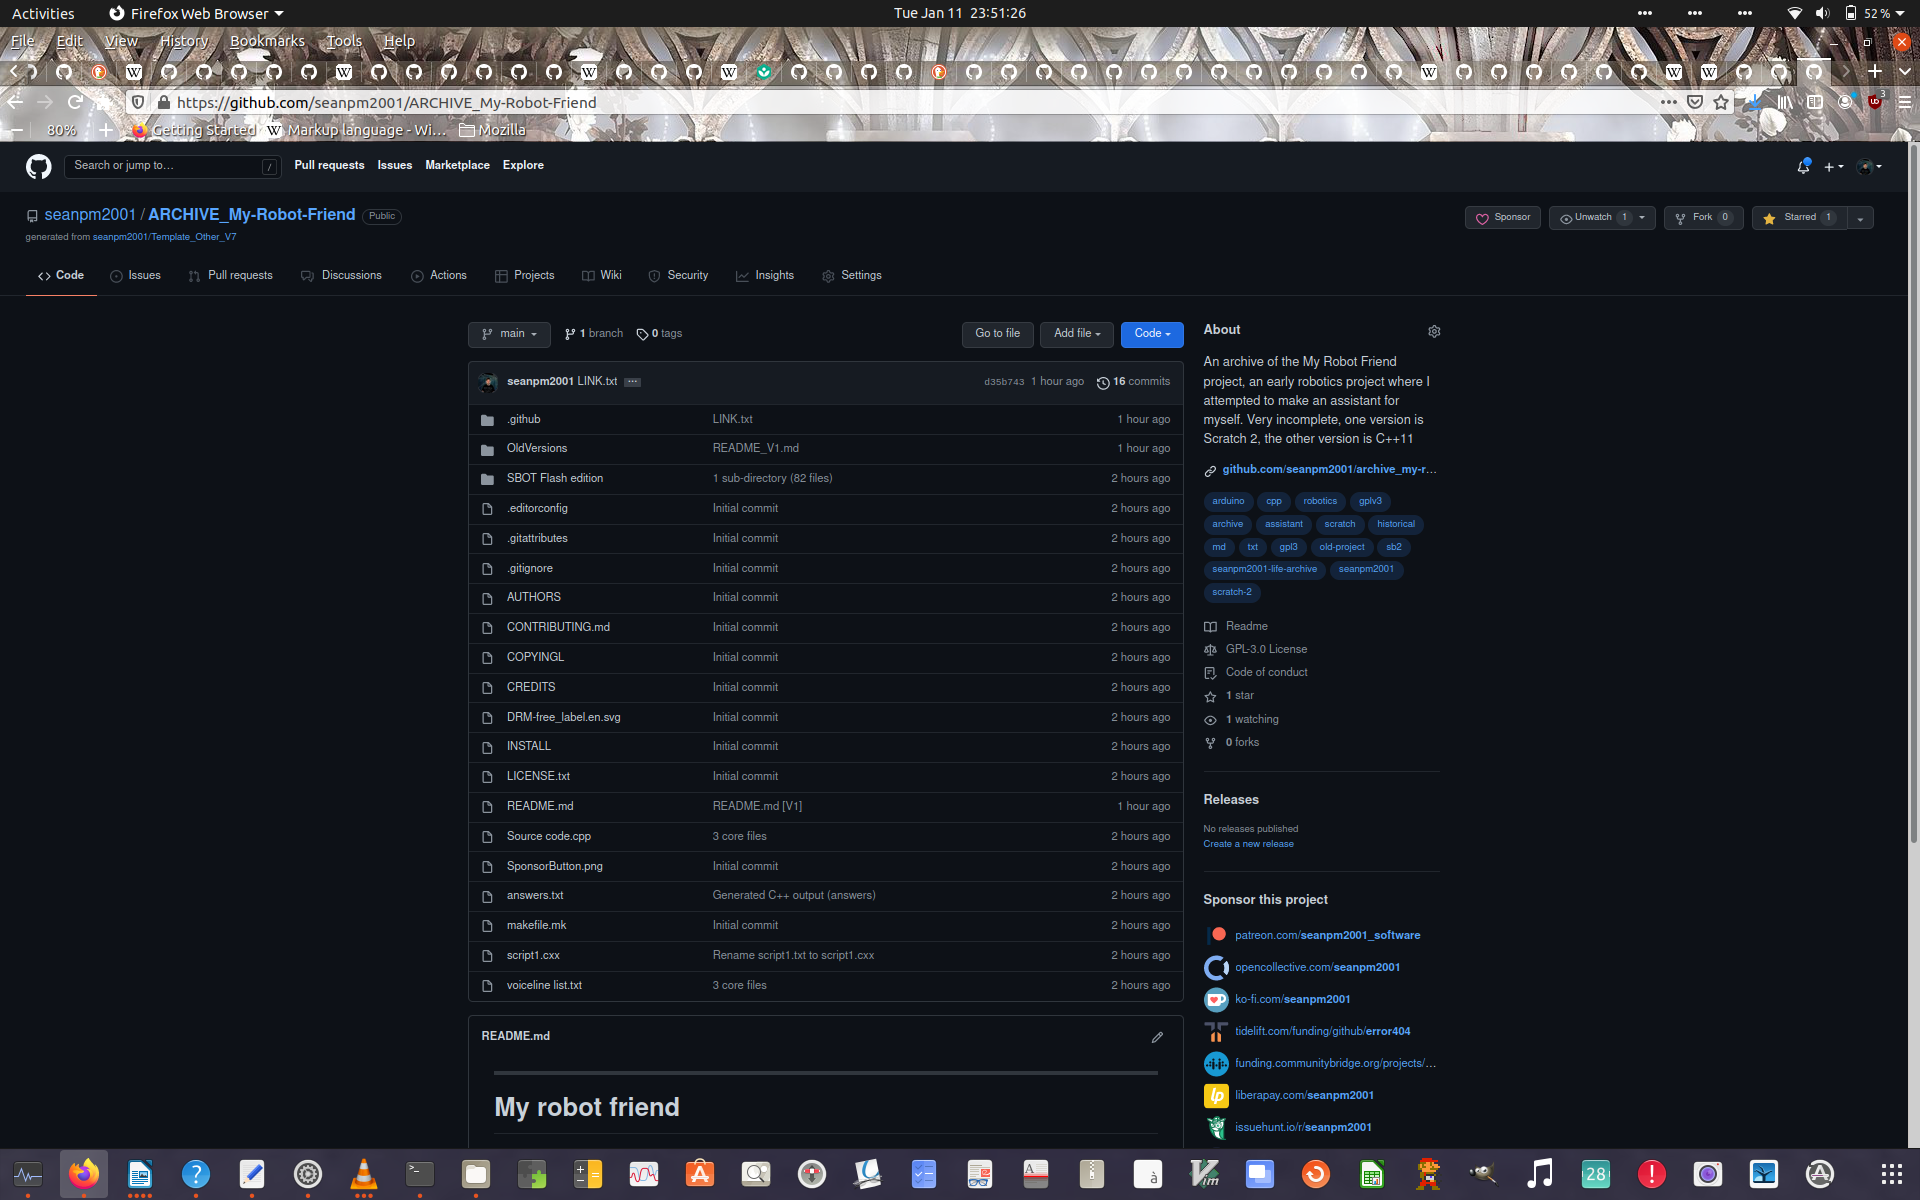 Activities
Firefox Web Browser
Tue Jan 11 23:51:26
52 %
File Edit View History Bookmarks Tools Help
https://github.com/seanpm2001/ARCHIVE_My-Robot-Friend
3
80%
Getting Started
Markup language - Wi…
Mozilla
Search or jump to…
/
Pull requests Issues Marketplace Explore
seanpm2001 / ARCHIVE_My-Robot-Friend Public
generated from seanpm2001/Template_Other_V7
Sponsor
Unwatch 1
Fork 0
Starred 1
Code
Issues
Pull requests
Discussions
Actions
Projects
Wiki
Security
Insights
Settings
main
1 branch
0 tags
Go to file
Add file
Code
seanpm2001 LINK.txt
d35b743 1 hour ago
16 commits
.github LINK.txt 1 hour ago
OldVersions README_V1.md 1 hour ago
SBOT Flash edition 1 sub-directory (82 files) 2 hours ago
.editorconfig Initial commit 2 hours ago
.gitattributes Initial commit 2 hours ago
.gitignore Initial commit 2 hours ago
AUTHORS Initial commit 2 hours ago
CONTRIBUTING.md Initial commit 2 hours ago
COPYINGL Initial commit 2 hours ago
CREDITS Initial commit 2 hours ago
DRM-free_label.en.svg Initial commit 2 hours ago
INSTALL Initial commit 2 hours ago
LICENSE.txt Initial commit 2 hours ago
README.md README.md [V1] 1 hour ago
Source code.cpp 3 core files 2 hours ago
SponsorButton.png Initial commit 2 hours ago
answers.txt Generated C++ output (answers) 2 hours ago
makefile.mk Initial commit 2 hours ago
script1.cxx Rename script1.txt to script1.cxx 2 hours ago
voiceline list.txt 3 core files 2 hours ago
README.md
My robot friend
About
An archive of the My Robot Friend
project, an early robotics project where I
attempted to make an assistant for
myself. Very incomplete, one version is
Scratch 2, the other version is C++11
github.com/seanpm2001/archive_my-r…
arduino cpp robotics gplv3
archive assistant scratch historical
md txt gpl3 old-project sb2
seanpm2001-life-archive seanpm2001
scratch-2
Readme
GPL-3.0 License
Code of conduct
1 star
1 watching
0 forks
Releases
No releases published
Create a new release
Sponsor this project
patreon.com/seanpm2001_software
opencollective.com/seanpm2001
ko-fi.com/seanpm2001
tidelift.com/funding/github/error404
funding.communitybridge.org/projects/…
liberapay.com/seanpm2001
issuehunt.io/r/seanpm2001
28